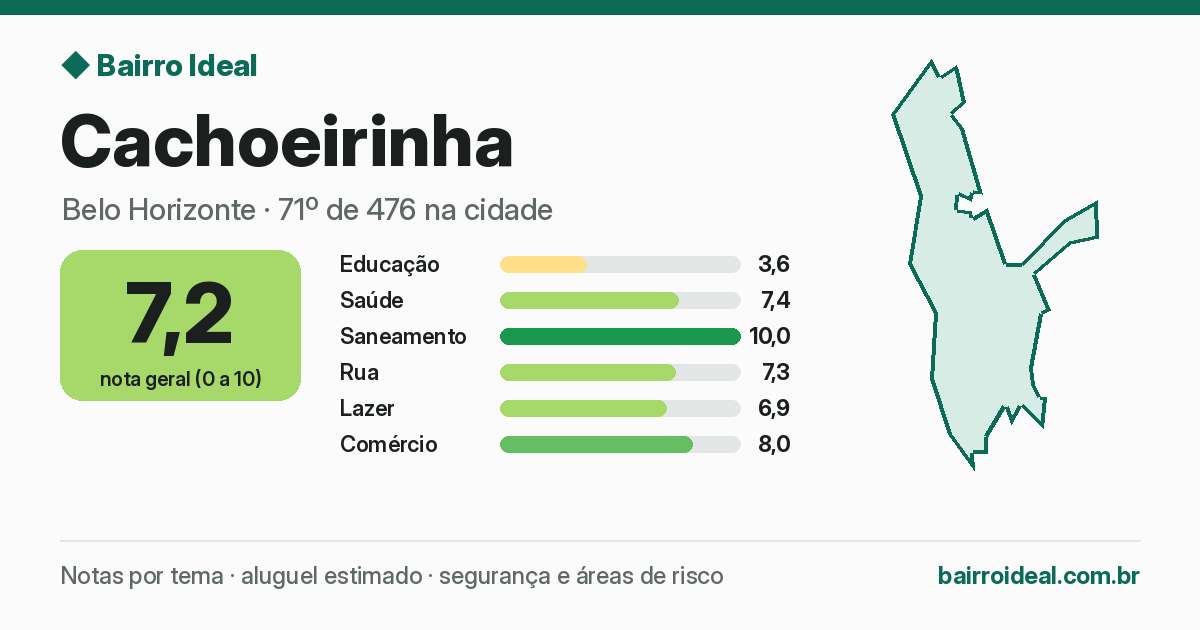 Bairro Ideal
Cachoeirinha
Belo Horizonte · 71º de 476 na cidade
7,2
nota geral (0 a 10)
Educação 3,6
Saúde 7,4
Saneamento 10,0
Rua 7,3
Lazer 6,9
Comércio 8,0
Notas por tema · aluguel estimado · segurança e áreas de risco
bairroideal.com.br